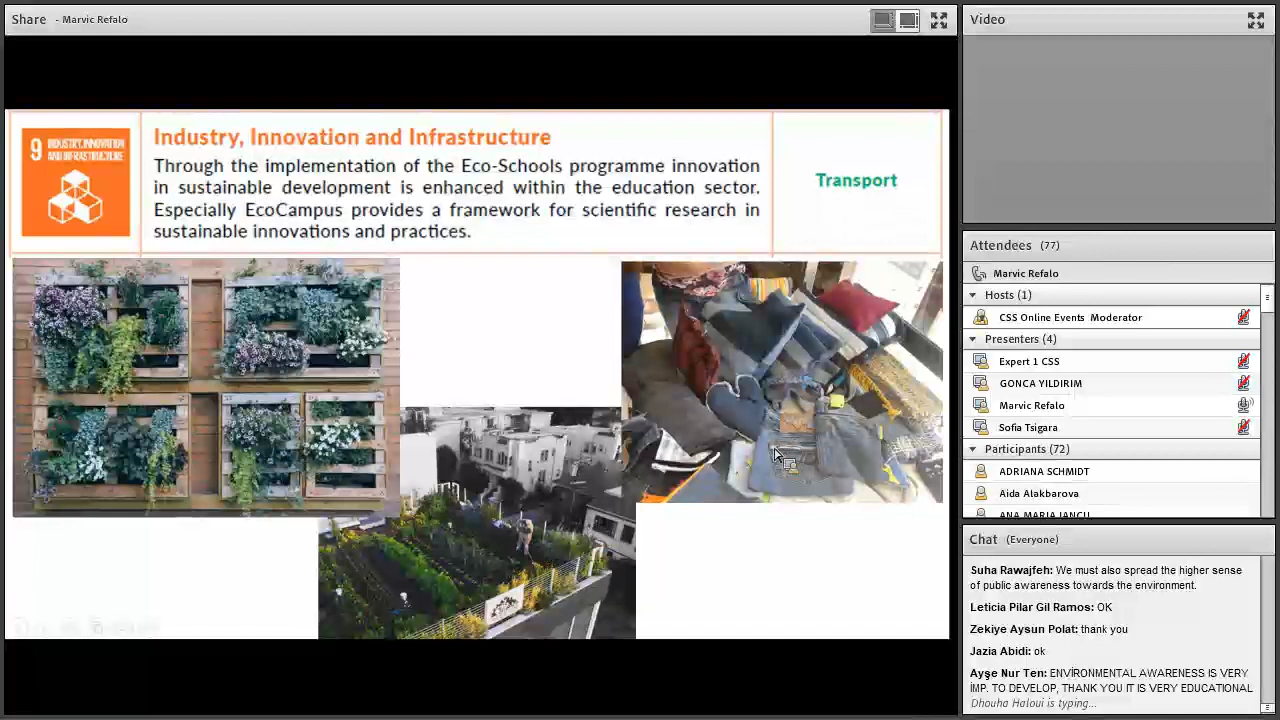 Share - Marvic Refalo
9 INDUSTRY, INNOVATION
AND INFRASTRUCTURE
Industry, Innovation and Infrastructure
Through the implementation of the Eco-Schools programme innovation
in sustainable development is enhanced within the education sector.
Especially EcoCampus provides a framework for scientific research in
sustainable innovations and practices.
Transport
Video
Attendees (77)
Marvic Refalo
Hosts (1)
CSS Online Events Moderator
Presenters (4)
Expert 1 CSS
GONCA YILDIRIM
Marvic Refalo
Sofia Tsigara
Participants (72)
ADRIANA SCHMIDT
Aida Alakbarova
ANA MARIA IANCU
Chat (Everyone)
Suha Rawajfeh: We must also spread the higher sense
of public awareness towards the environment.
Leticia Pilar Gil Ramos: OK
Zekiye Aysun Polat: thank you
Jazia Abidi: ok
Ayşe Nur Ten: ENVİRONMENTAL AWARENESS IS VERY
İMP. TO DEVELOP, THANK YOU IT IS VERY EDUCATIONAL
Dhouha Haloui is typing...